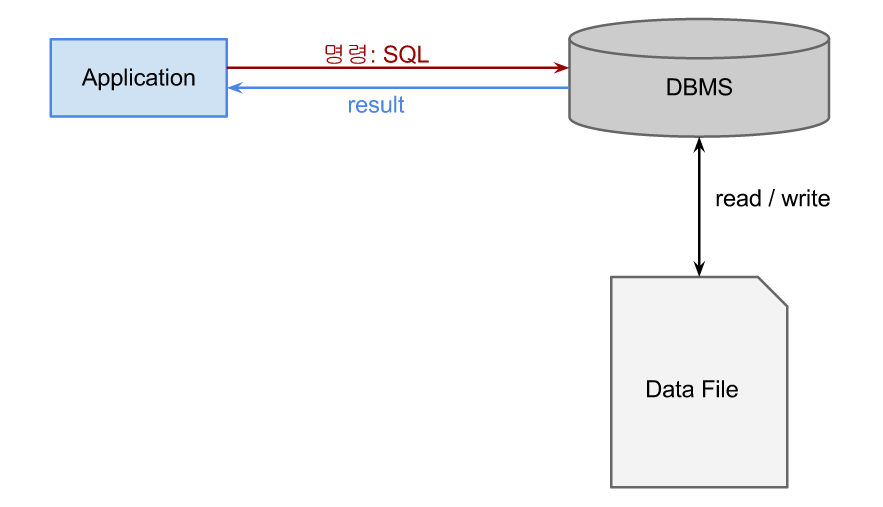 명령: SQL
Application
DBMS
result
read / write
Data File